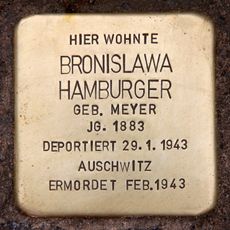 HIER WOHNTE
BRONISLAWA
HAMBURGER
GEB. MEYER
JG. 1883
DEPORTIERT 29.1.1943
AUSCHWITZ
ERMORDET FEB.1943